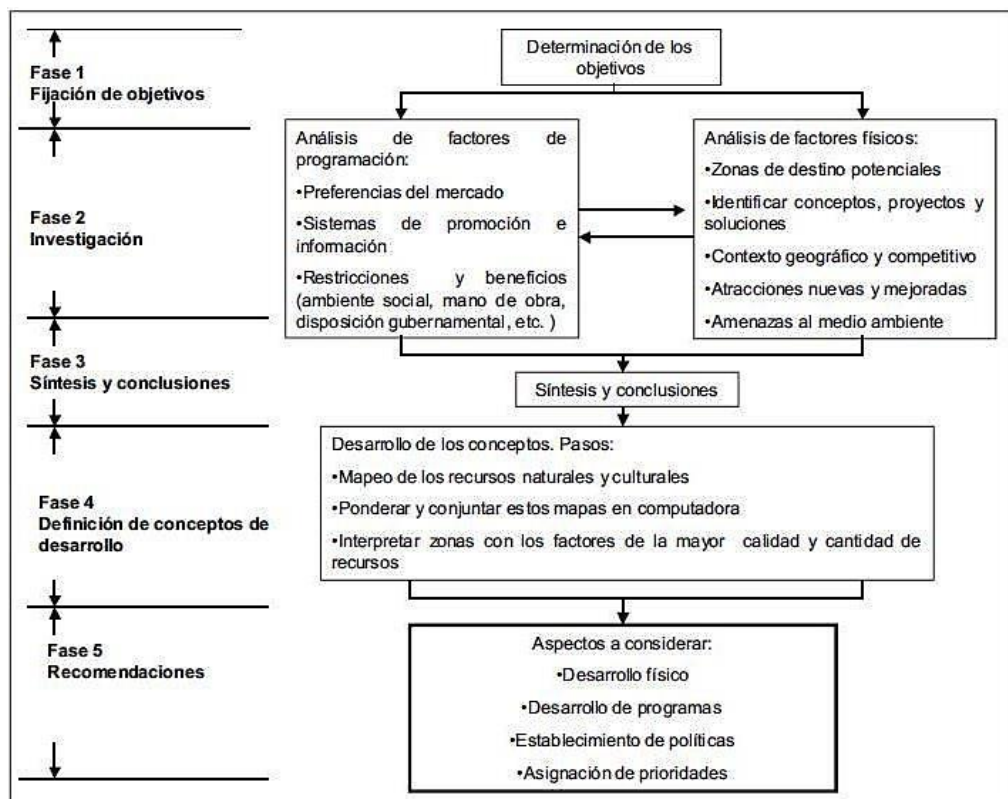 Fase 1
Fijación de objetivos
Determinación de los
objetivos
Fase 2
Investigación
Análisis de factores de
programación:
•Preferencias del mercado
•Sistemas de promoción e
información
•Restricciones y beneficios
(ambiente social, mano de obra,
disposición gubernamental, etc. )
Análisis de factores físicos:
•Zonas de destino potenciales
•Identificar conceptos, proyectos y
soluciones
•Contexto geográfico y competitivo
•Atracciones nuevas y mejoradas
•Amenazas al medio ambiente
Fase 3
Síntesis y conclusiones
Síntesis y conclusiones
Fase 4
Definición de conceptos de
desarrollo
Desarrollo de los conceptos. Pasos:
•Mapeo de los recursos naturales y culturales
•Ponderar y conjuntar estos mapas en computadora
•Interpretar zonas con los factores de la mayor calidad y cantidad de
recursos
Fase 5
Recomendaciones
Aspectos a considerar:
•Desarrollo físico
•Desarrollo de programas
•Establecimiento de políticas
•Asignación de prioridades